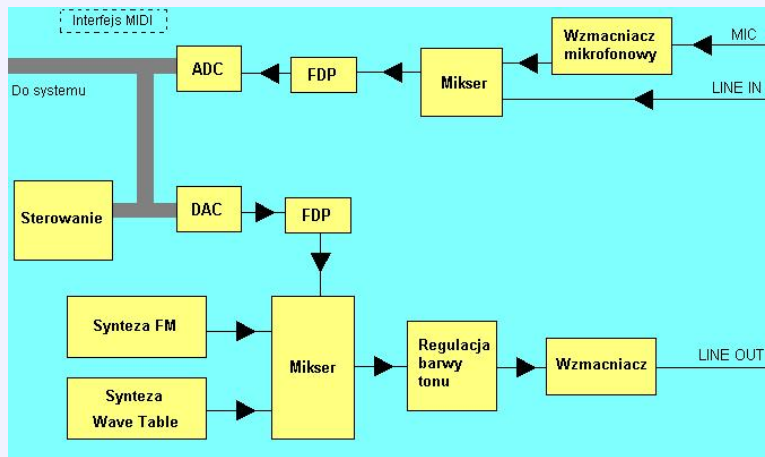 Interfejs MIDI
Wzmacniacz
mikrofonowy
MIC
ADC
FDP
Mikser
LINE IN
Do systemu
Sterowanie
DAC
FDP
Synteza FM
Mikser
Regulacja
barwy
tonu
Wzmacniacz
LINE OUT
Synteza
Wave Table